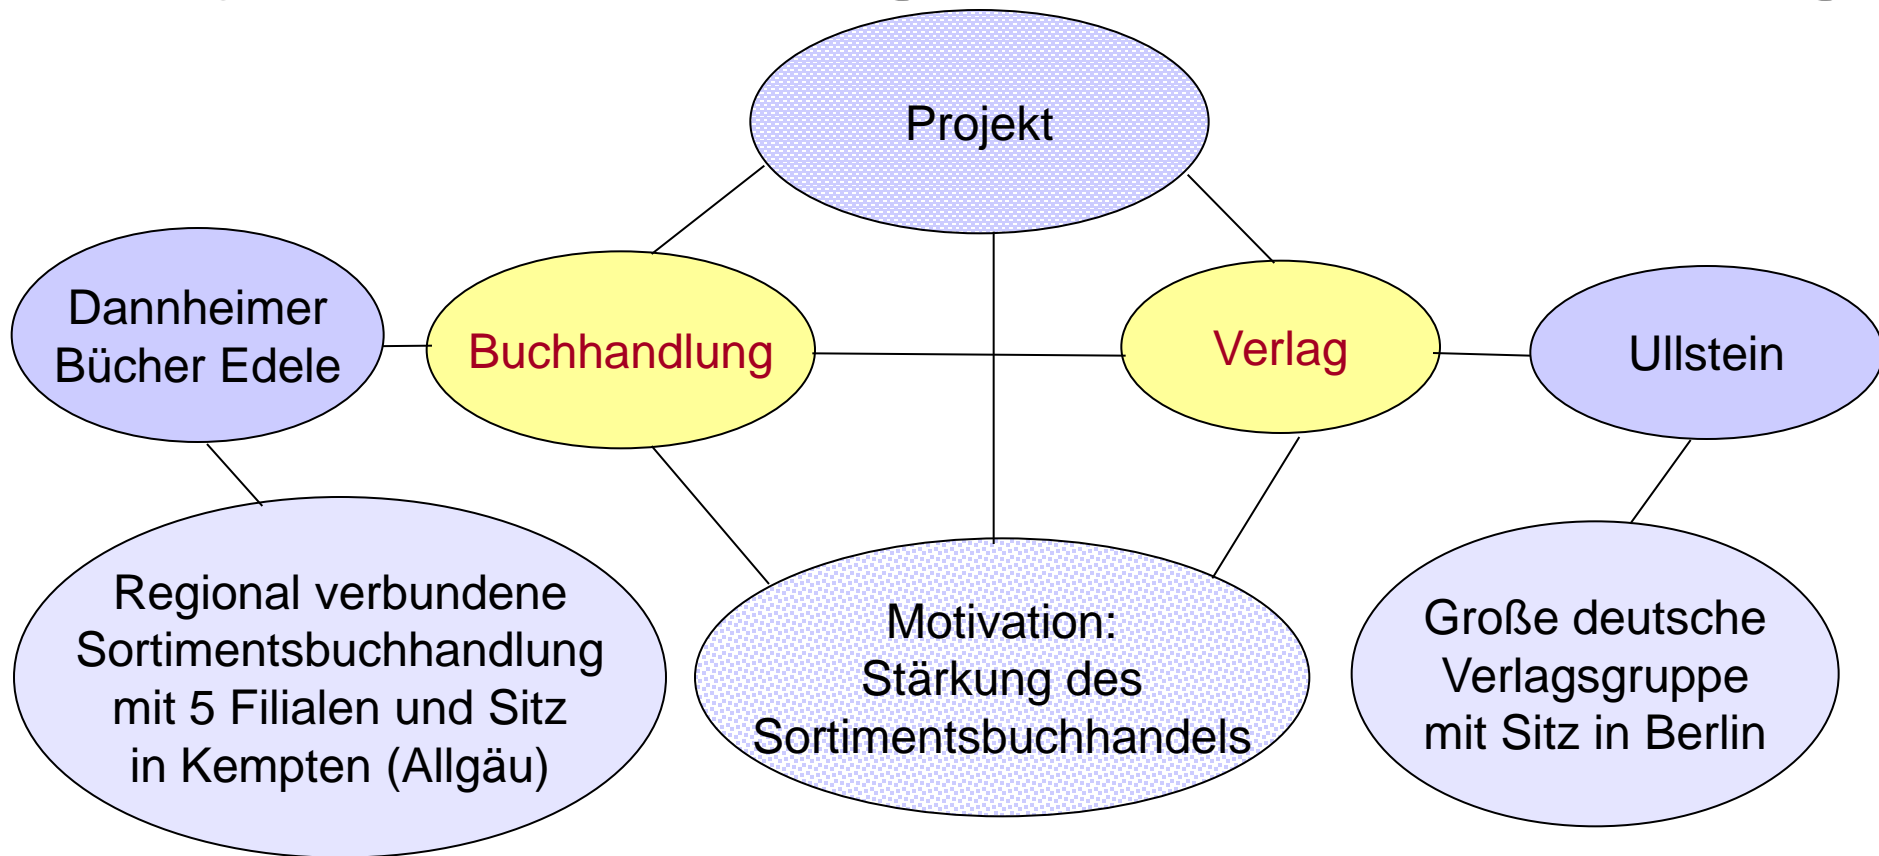 Projekt
Dannheimer
Bücher Edele
Buchhandlung
Verlag
Ullstein
Regional verbundene
Sortimentsbuchhandlung
mit 5 Filialen und Sitz
in Kempten (Allgäu)
Motivation:
Stärkung des
Sortimentsbuchhandels
Große deutsche
Verlagsgruppe
mit Sitz in Berlin